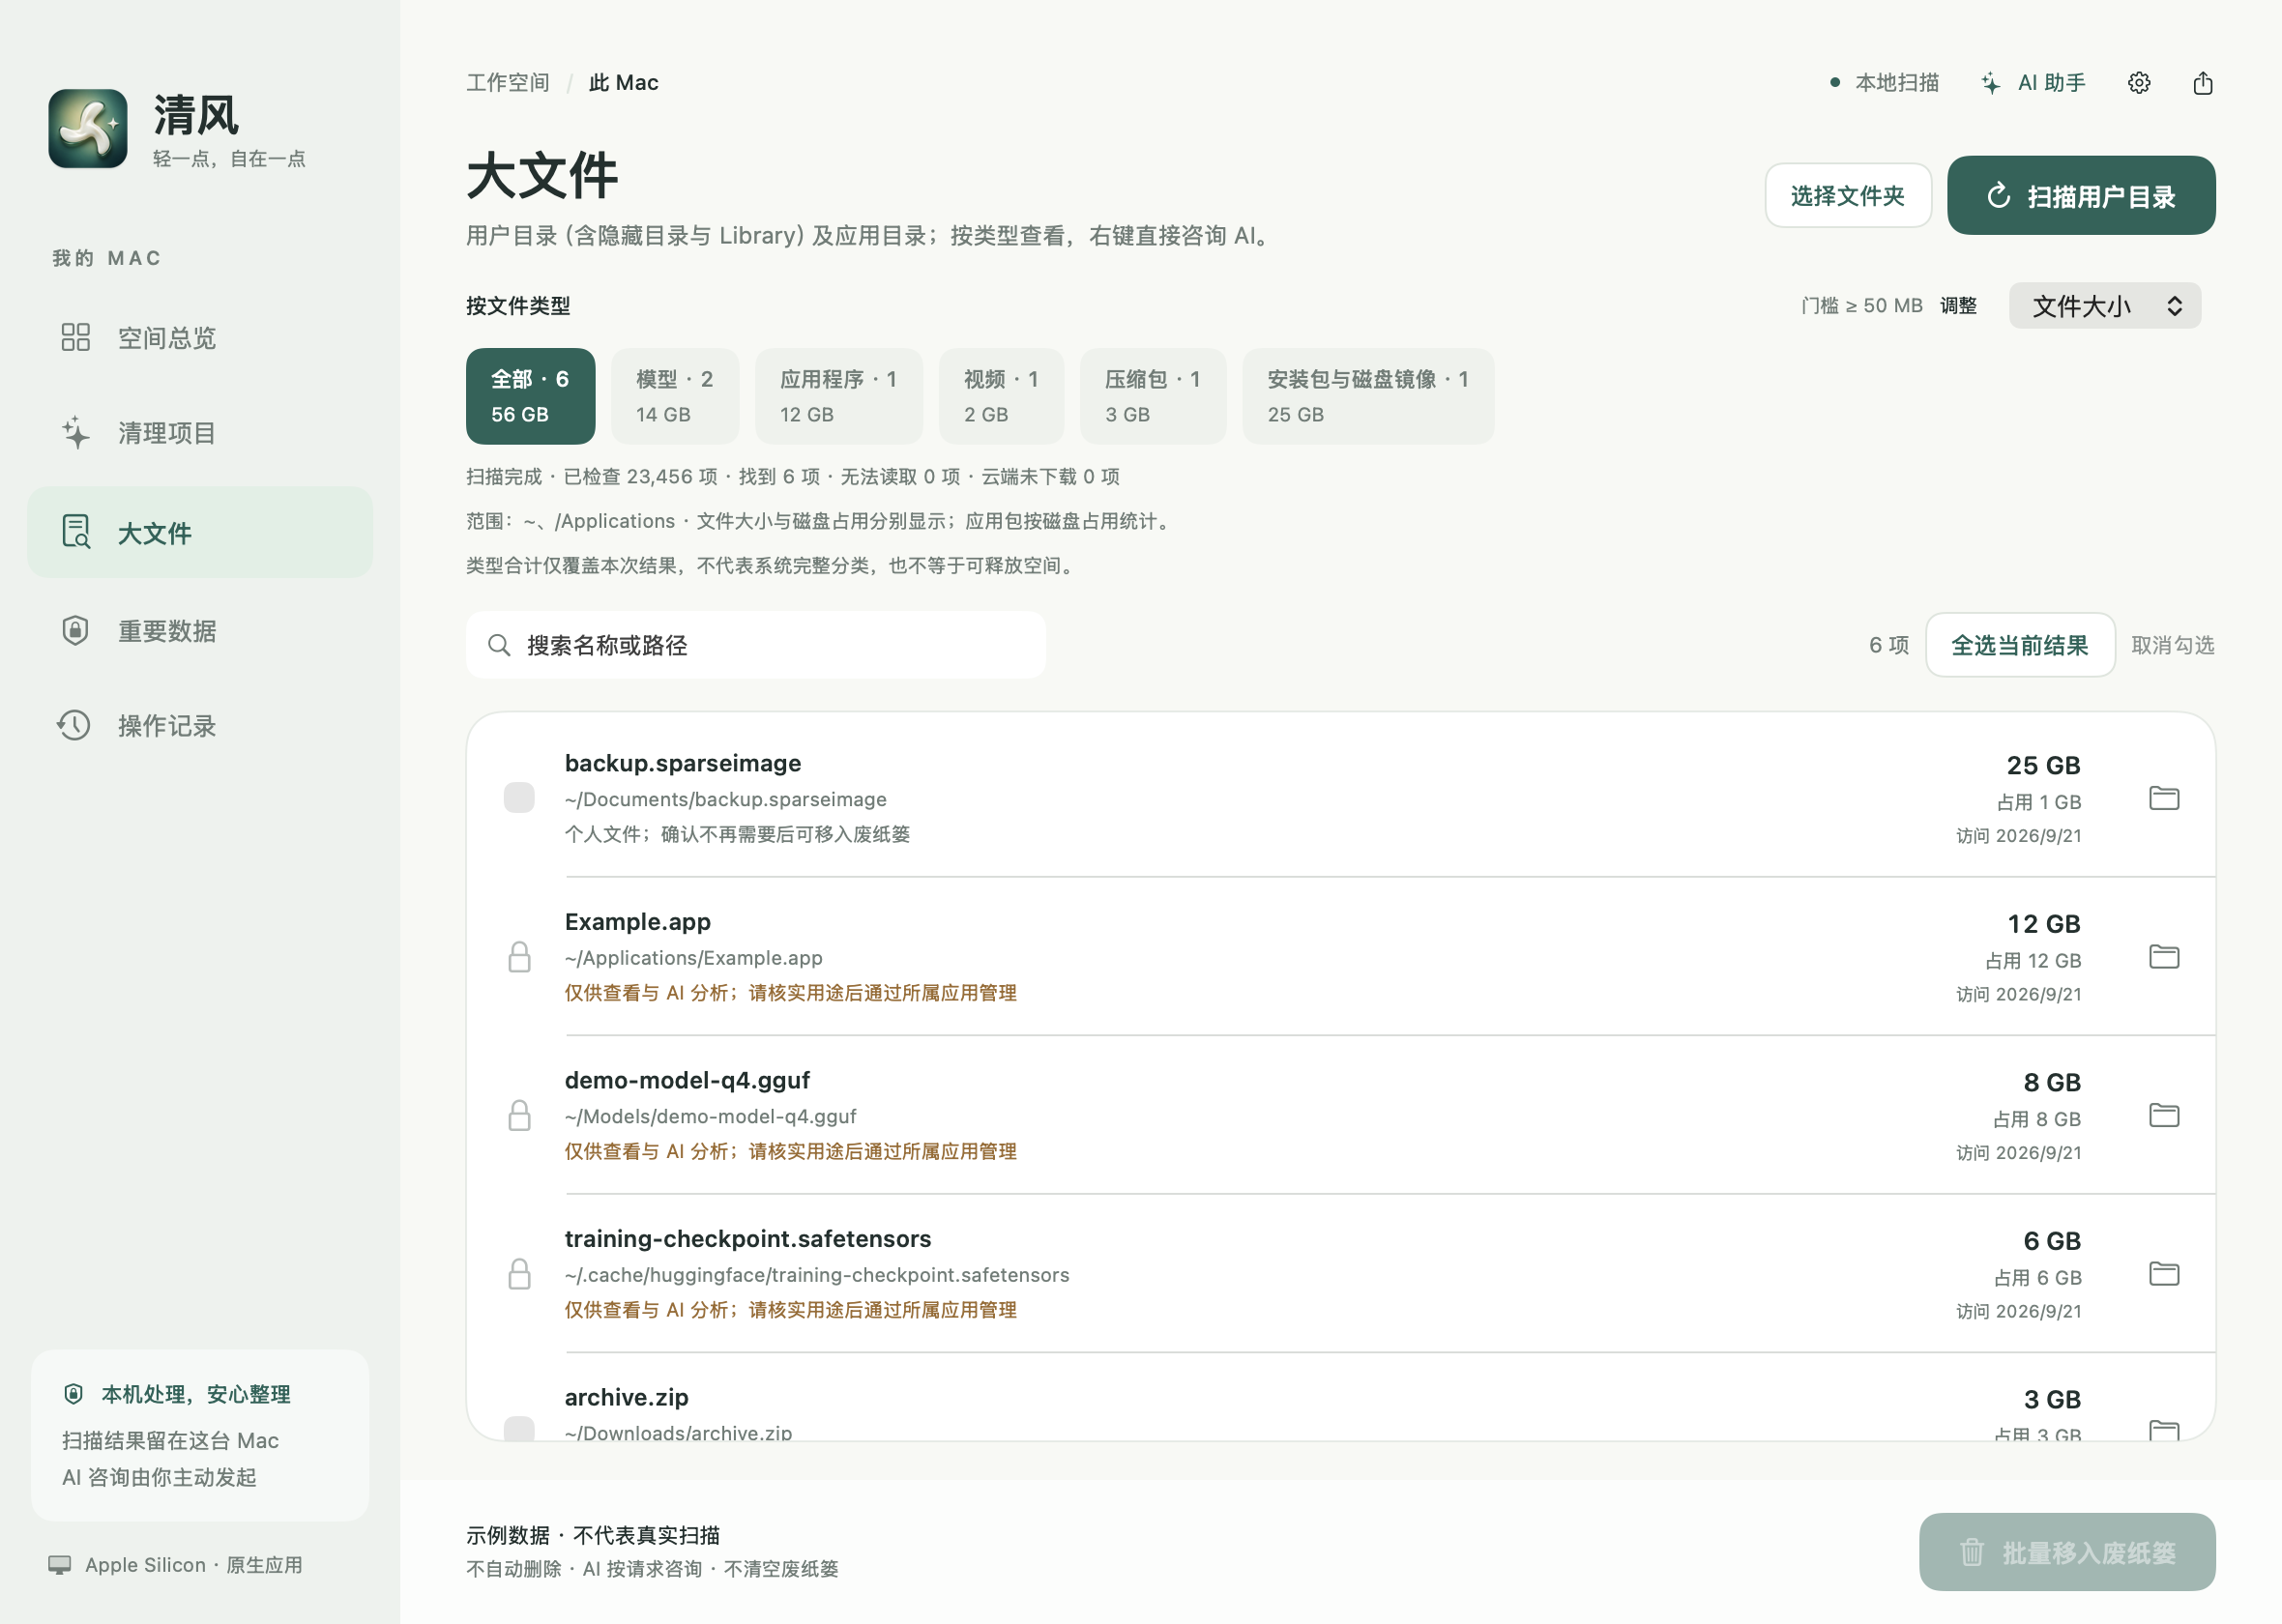 清风
轻一点，自在一点
我的 MAC
空间总览
清理项目
大文件
重要数据
操作记录
本机处理，安心整理
扫描结果留在这台 Mac
AI 咨询由你主动发起
Apple Silicon · 原生应用
工作空间 / 此 Mac
本地扫描
AI 助手
大文件
用户目录 (含隐藏目录与 Library) 及应用目录；按类型查看，右键直接咨询 AI。
选择文件夹
扫描用户目录
按文件类型
门槛 ≥ 50 MB 调整
文件大小
全部 · 6
56 GB
模型 · 2
14 GB
应用程序 · 1
12 GB
视频 · 1
2 GB
压缩包 · 1
3 GB
安装包与磁盘镜像 · 1
25 GB
扫描完成 · 已检查 23,456 项 · 找到 6 项 · 无法读取 0 项 · 云端未下载 0 项
范围：~、/Applications · 文件大小与磁盘占用分别显示；应用包按磁盘占用统计。
类型合计仅覆盖本次结果，不代表系统完整分类，也不等于可释放空间。
搜索名称或路径
6 项
全选当前结果
取消勾选
backup.sparseimage
~/Documents/backup.sparseimage
个人文件；确认不再需要后可移入废纸篓
25 GB
占用 1 GB
访问 2026/9/21
Example.app
~/Applications/Example.app
仅供查看与 AI 分析；请核实用途后通过所属应用管理
12 GB
占用 12 GB
访问 2026/9/21
demo-model-q4.gguf
~/Models/demo-model-q4.gguf
仅供查看与 AI 分析；请核实用途后通过所属应用管理
8 GB
占用 8 GB
访问 2026/9/21
training-checkpoint.safetensors
~/.cache/huggingface/training-checkpoint.safetensors
仅供查看与 AI 分析；请核实用途后通过所属应用管理
6 GB
占用 6 GB
访问 2026/9/21
archive.zip
~/Downloads/archive.zip
3 GB
占用 3 GB
示例数据 · 不代表真实扫描
不自动删除 · AI 按请求咨询 · 不清空废纸篓
批量移入废纸篓